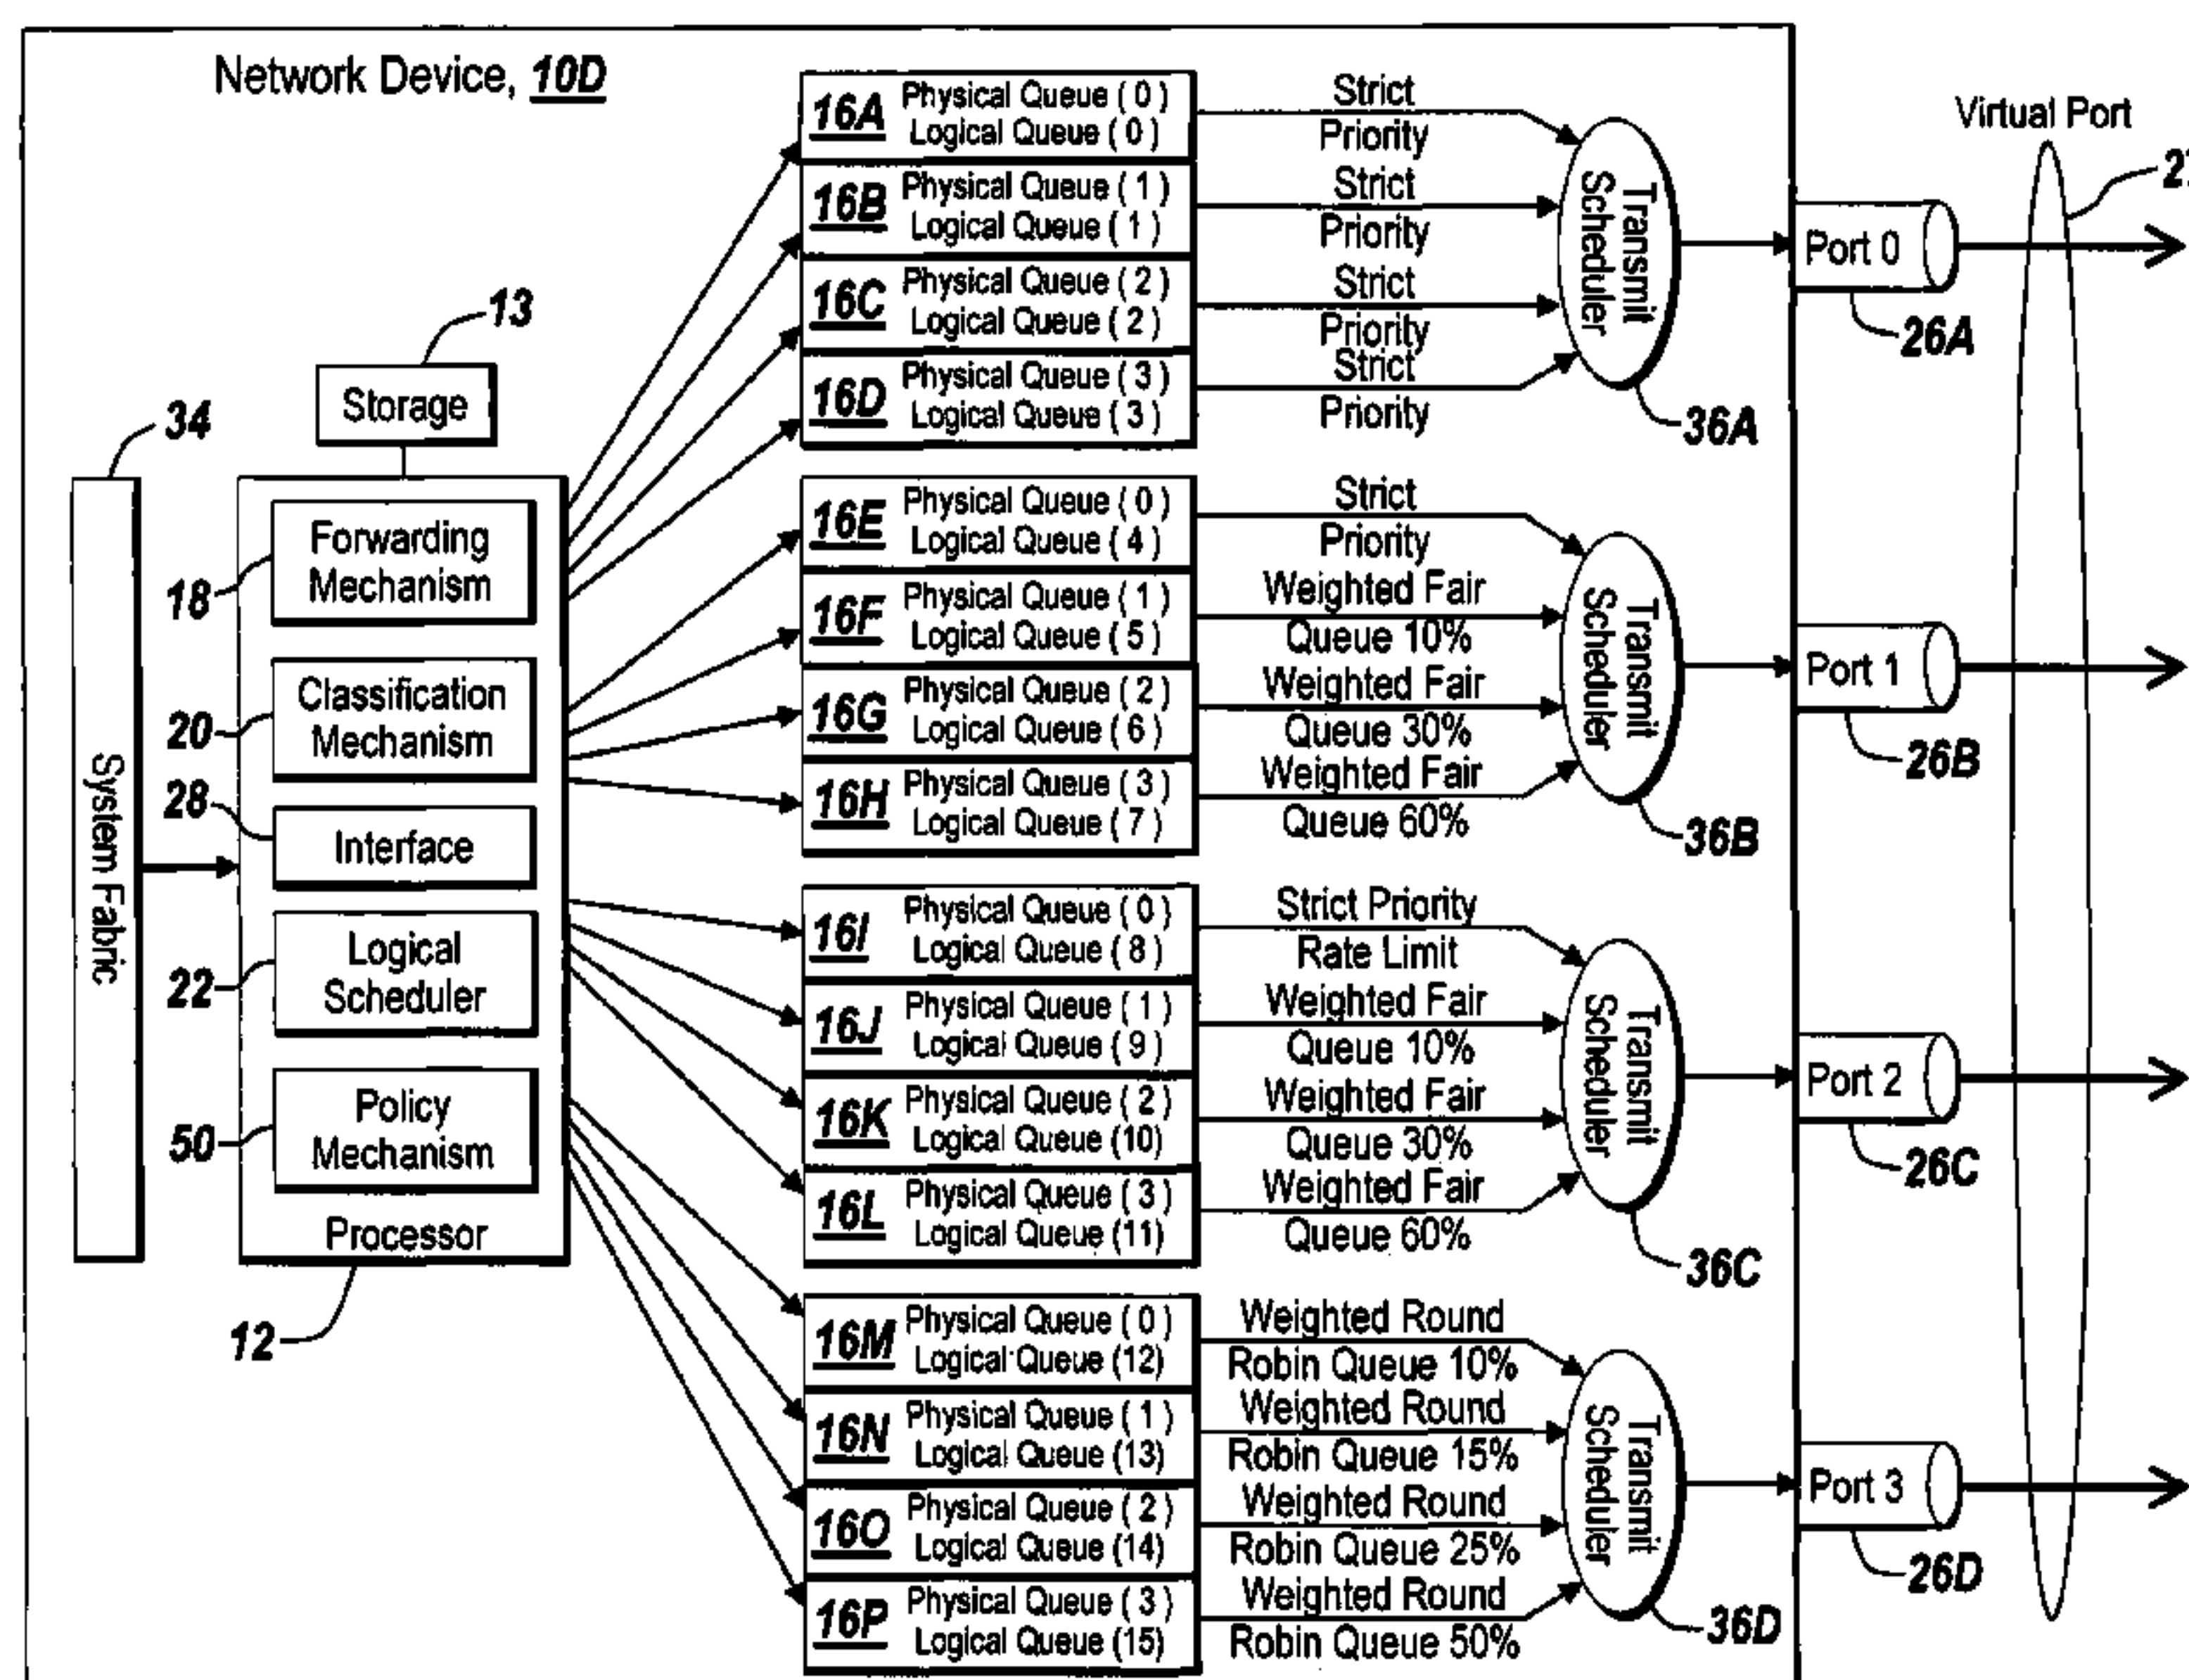 Network Device, 10D
16A Physical Queue ( 0 )
Logical Queue ( 0 )
16B Physical Queue ( 1 )
Logical Queue ( 1 )
16C Physical Queue ( 2 )
Logical Queue ( 2 )
16D Physical Queue ( 3 )
Logical Queue ( 3 )
Strict
Priority
Strict
Priority
Strict
Priority
Strict
Priority
Transmit
Scheduler
36A
Port 0
26A
Virtual Port
13
Storage
34
System Fabric
Forwarding
Mechanism
18
Classification
Mechanism
20
28
Interface
Logical
Scheduler
22
Policy
Mechanism
50
Processor
12
16E Physical Queue ( 0 )
Logical Queue ( 4 )
16F Physical Queue ( 1 )
Logical Queue ( 5 )
16G Physical Queue ( 2 )
Logical Queue ( 6 )
16H Physical Queue ( 3 )
Logical Queue ( 7 )
Strict
Priority
Weighted Fair
Queue 10%
Weighted Fair
Queue 30%
Weighted Fair
Queue 60%
Transmit
Scheduler
36B
Port 1
26B
16I Physical Queue ( 0 )
Logical Queue ( 8 )
16J Physical Queue ( 1 )
Logical Queue ( 9 )
16K Physical Queue ( 2 )
Logical Queue (10)
16L Physical Queue ( 3 )
Logical Queue (11)
Strict Priority
Rate Limit
Weighted Fair
Queue 10%
Weighted Fair
Queue 30%
Weighted Fair
Queue 60%
Transmit
Scheduler
36C
Port 2
26C
16M Physical Queue ( 0 )
Logical Queue (12)
16N Physical Queue ( 1 )
Logical Queue (13)
16O Physical Queue ( 2 )
Logical Queue (14)
16P Physical Queue ( 3 )
Logical Queue (15)
Weighted Round
Robin Queue 10%
Weighted Round
Robin Queue 15%
Weighted Round
Robin Queue 25%
Weighted Round
Robin Queue 50%
Transmit
Scheduler
36D
Port 3
26D